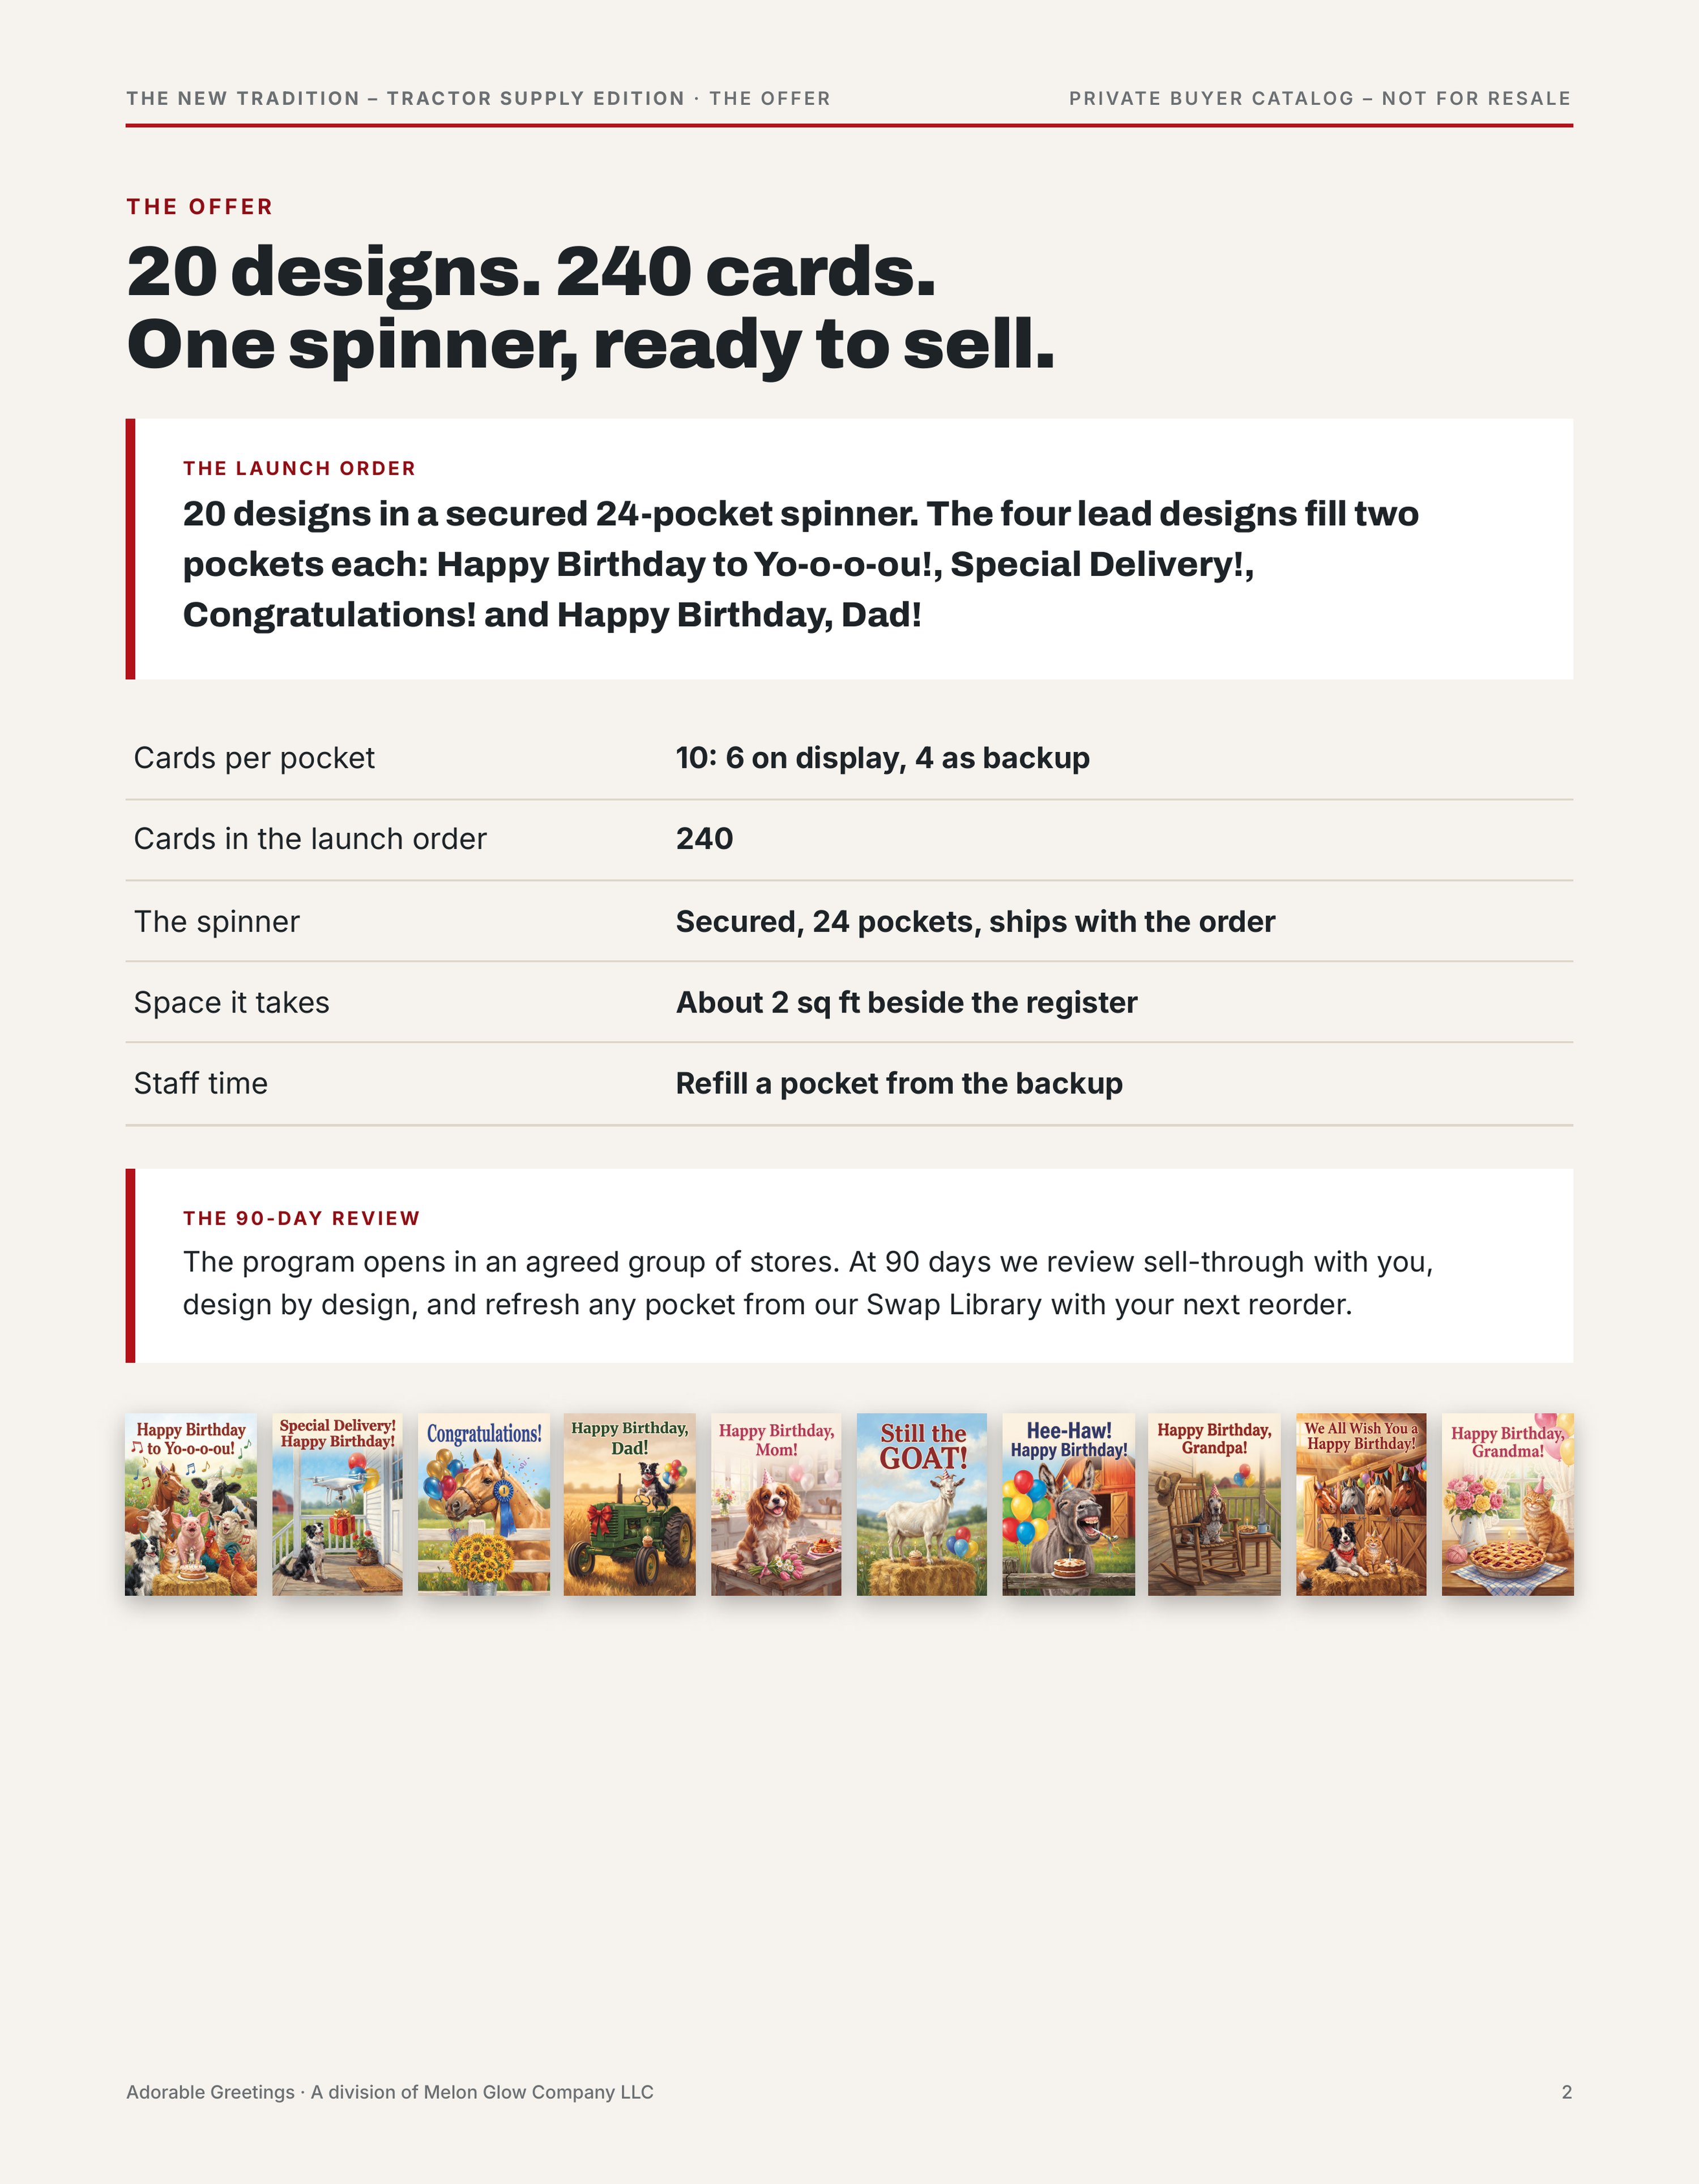 THE NEW TRADITION – TRACTOR SUPPLY EDITION · THE OFFER
PRIVATE BUYER CATALOG – NOT FOR RESALE
THE OFFER
20 designs. 240 cards.
One spinner, ready to sell.
THE LAUNCH ORDER
20 designs in a secured 24-pocket spinner. The four lead designs fill two
pockets each: Happy Birthday to Yo-o-o-ou!, Special Delivery!,
Congratulations! and Happy Birthday, Dad!
Cards per pocket
10: 6 on display, 4 as backup
Cards in the launch order
240
The spinner
Secured, 24 pockets, ships with the order
Space it takes
About 2 sq ft beside the register
Staff time
Refill a pocket from the backup
THE 90-DAY REVIEW
The program opens in an agreed group of stores. At 90 days we review sell-through with you,
design by design, and refresh any pocket from our Swap Library with your next reorder.
Happy Birthday
to Yo-o-o-ou!
Special Delivery!
Happy Birthday!
Congratulations!
Happy Birthday,
Dad!
Happy Birthday,
Mom!
Still the
GOAT!
Hee-Haw!
Happy Birthday!
Happy Birthday,
Grandpa!
We All Wish You a
Happy Birthday!
Happy Birthday,
Grandma!
Adorable Greetings · A division of Melon Glow Company LLC
2